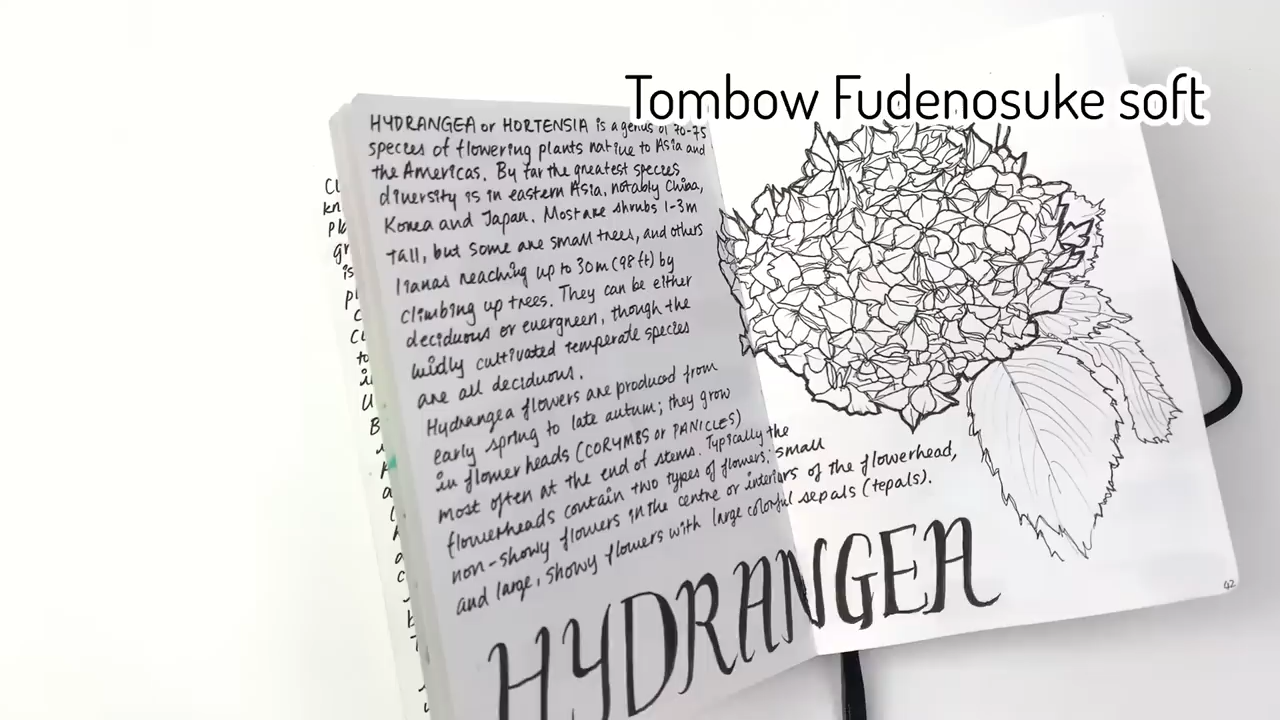 Tombow Fudenosuke soft
HYDRANGEA or HORTENSIA is a genus of 70-75
species of flowering plants native to Asia and
the Americas. By far the greatest species
diversity is in eastern Asia, notably China,
Korea and Japan. Most are shrubs 1-3m
tall, but some are small trees, and others
lianas reaching up to 30m (98 ft) by
climbing up trees. They can be either
deciduous or evergreen, though the
widly cultivated temperate species
are all deciduous.
Hydrangea flowers are produced from
early spring to late autum; they grow
in flower heads (CORYMBS or PANICLES)
most often at the end of stems. Typically the
flowerheads contain two types of flowers: small
non-showy flowers in the centre or interiors of the flowerhead,
and large, showy flowers with large colorful sepals (tepals).
HYDRANGEA
42